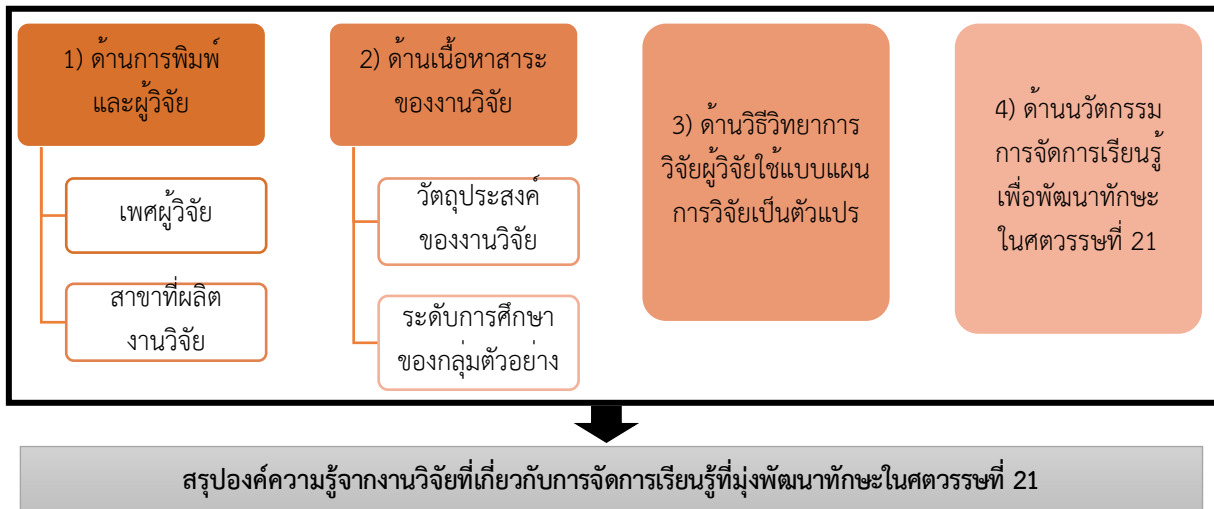 1) ด้านการพิมพ์
และผู้วิจัย
เพศผู้วิจัย
สาขาที่ผลิต
งานวิจัย
2) ด้านเนื้อหาสาระ
ของงานวิจัย
วัตถุประสงค์
ของงานวิจัย
ระดับการศึกษา
ของกลุ่มตัวอย่าง
3) ด้านวิธีวิทยาการ
วิจัยผู้วิจัยใช้แบบแผน
การวิจัยเป็นตัวแปร
4) ด้านนวัตกรรม
การจัดการเรียนรู้
เพื่อพัฒนาทักษะ
ในศตวรรษที่ 21
สรุปองค์ความรู้จากงานวิจัยที่เกี่ยวกับการจัดการเรียนรู้ที่มุ่งพัฒนาทักษะในศตวรรษที่ 21